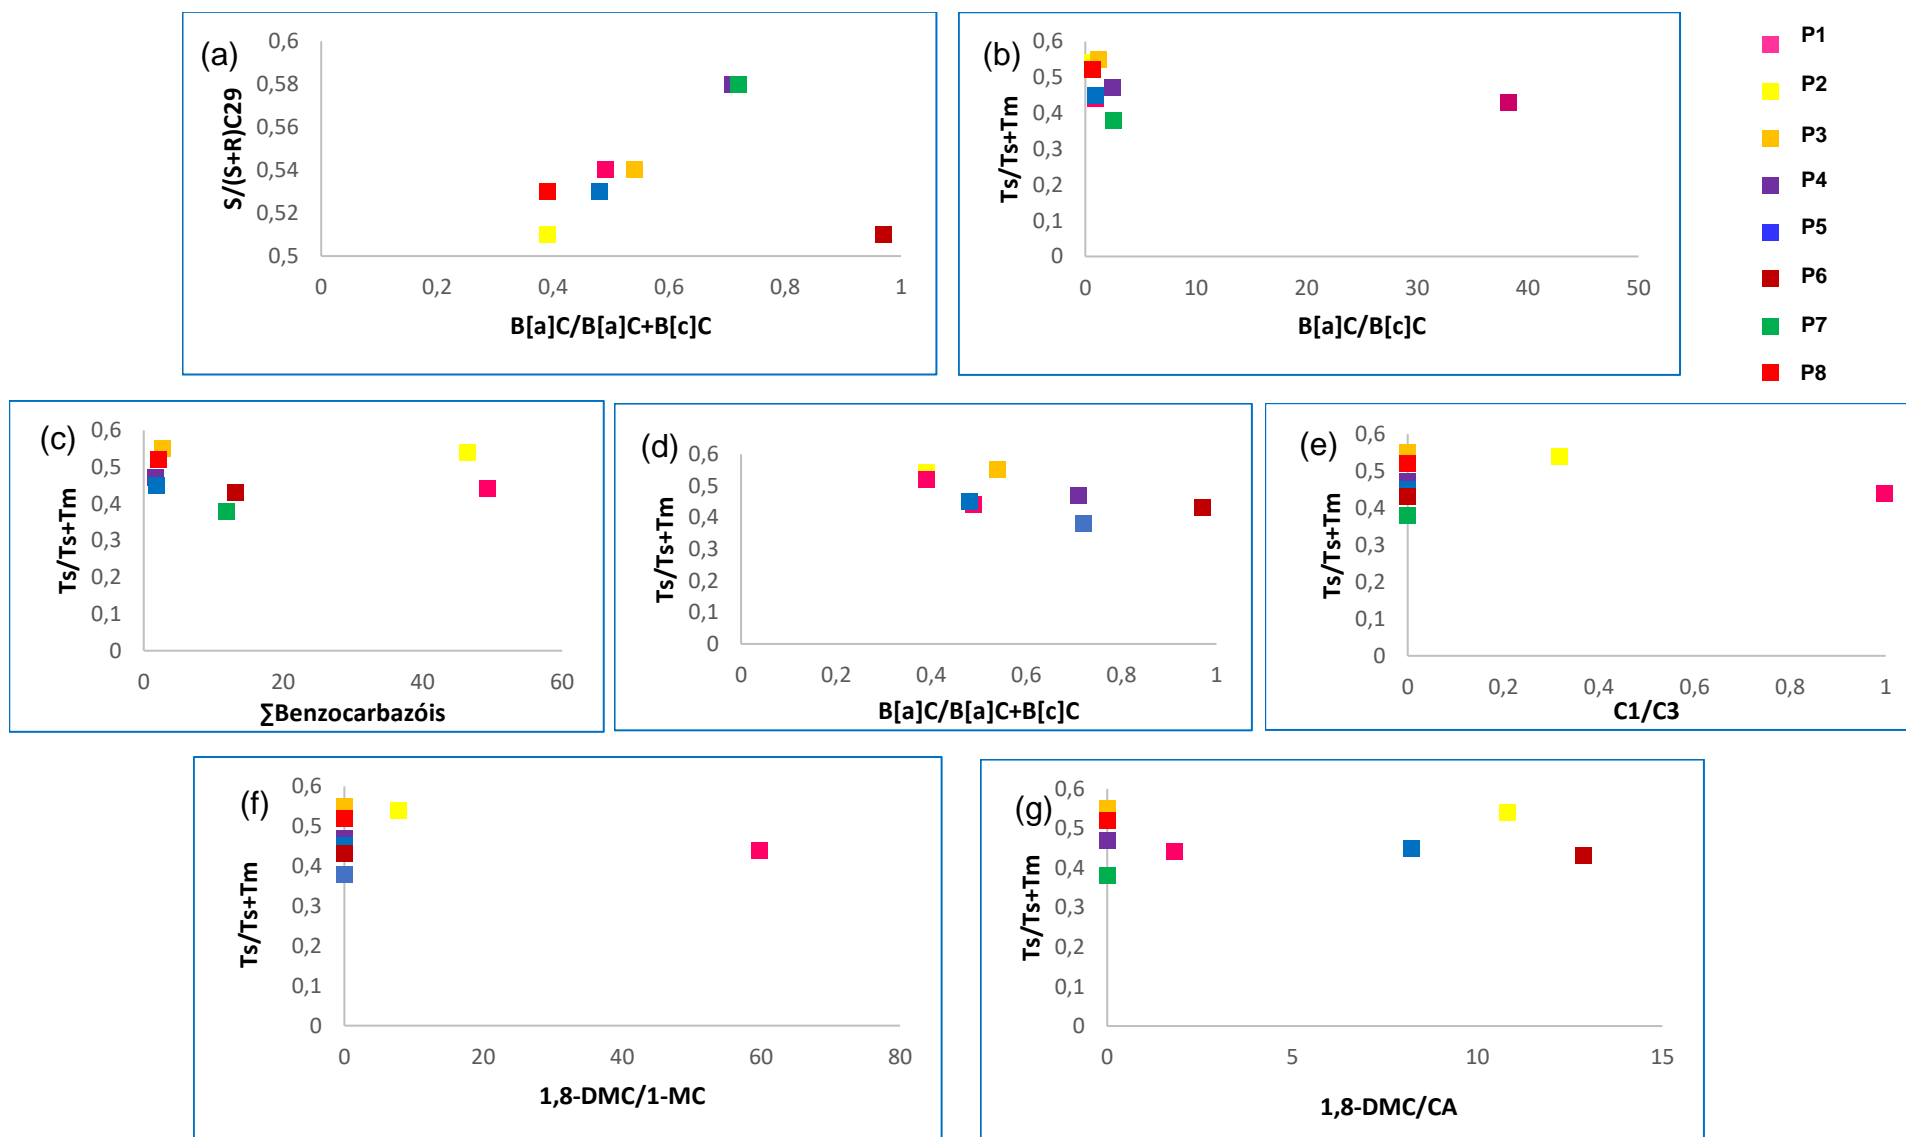 (a)
S/(S+R)C29
0,6
0,58
0,56
0,54
0,52
0,5
0 0,2 0,4 0,6 0,8 1
B[a]C/B[a]C+B[c]C
(b)
Ts/Ts+Tm
0,6
0,5
0,4
0,3
0,2
0,1
0
0 10 20 30 40 50
B[a]C/B[c]C
P1
P2
P3
P4
P5
P6
P7
P8
(c)
Ts/Ts+Tm
0,6
0,5
0,4
0,3
0,2
0,1
0
0 20 40 60
∑Benzocarbazóis
(d)
Ts/Ts+Tm
0,6
0,5
0,4
0,3
0,2
0,1
0
0 0,2 0,4 0,6 0,8 1
B[a]C/B[a]C+B[c]C
(e)
Ts/Ts+Tm
0,6
0,5
0,4
0,3
0,2
0,1
0
0 0,2 0,4 0,6 0,8 1
C1/C3
(f)
Ts/Ts+Tm
0,6
0,5
0,4
0,3
0,2
0,1
0
0 20 40 60 80
1,8-DMC/1-MC
(g)
Ts/Ts+Tm
0,6
0,5
0,4
0,3
0,2
0,1
0
0 5 10 15
1,8-DMC/CA